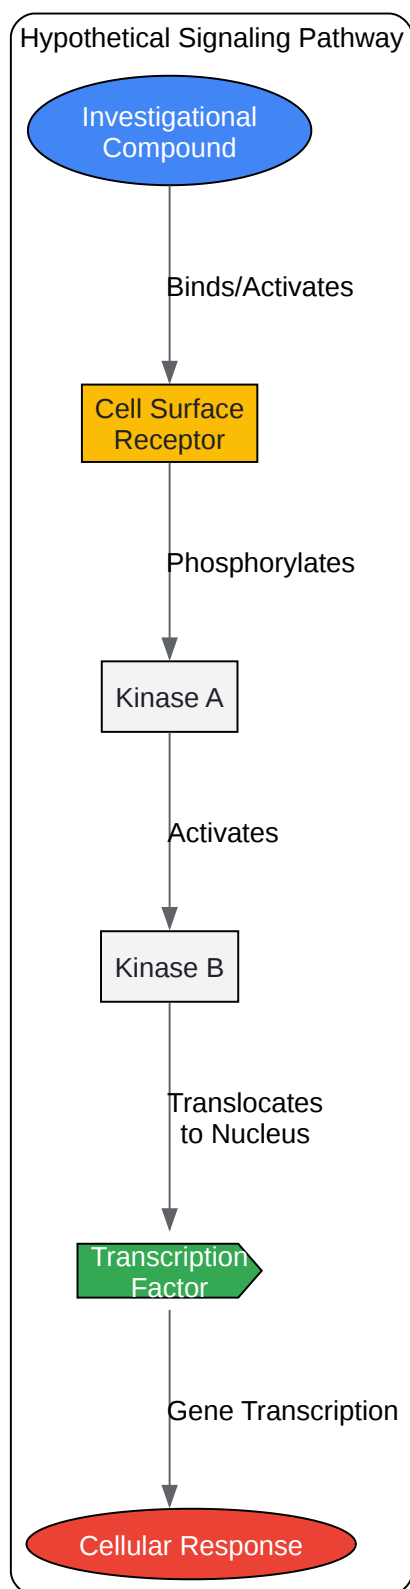 Hypothetical Signaling Pathway
Investigational
Compound
Binds/Activates
Cell Surface
Receptor
Phosphorylates
Kinase A
Activates
Kinase B
Translocates
to Nucleus
Transcription
Factor
Gene Transcription
Cellular Response